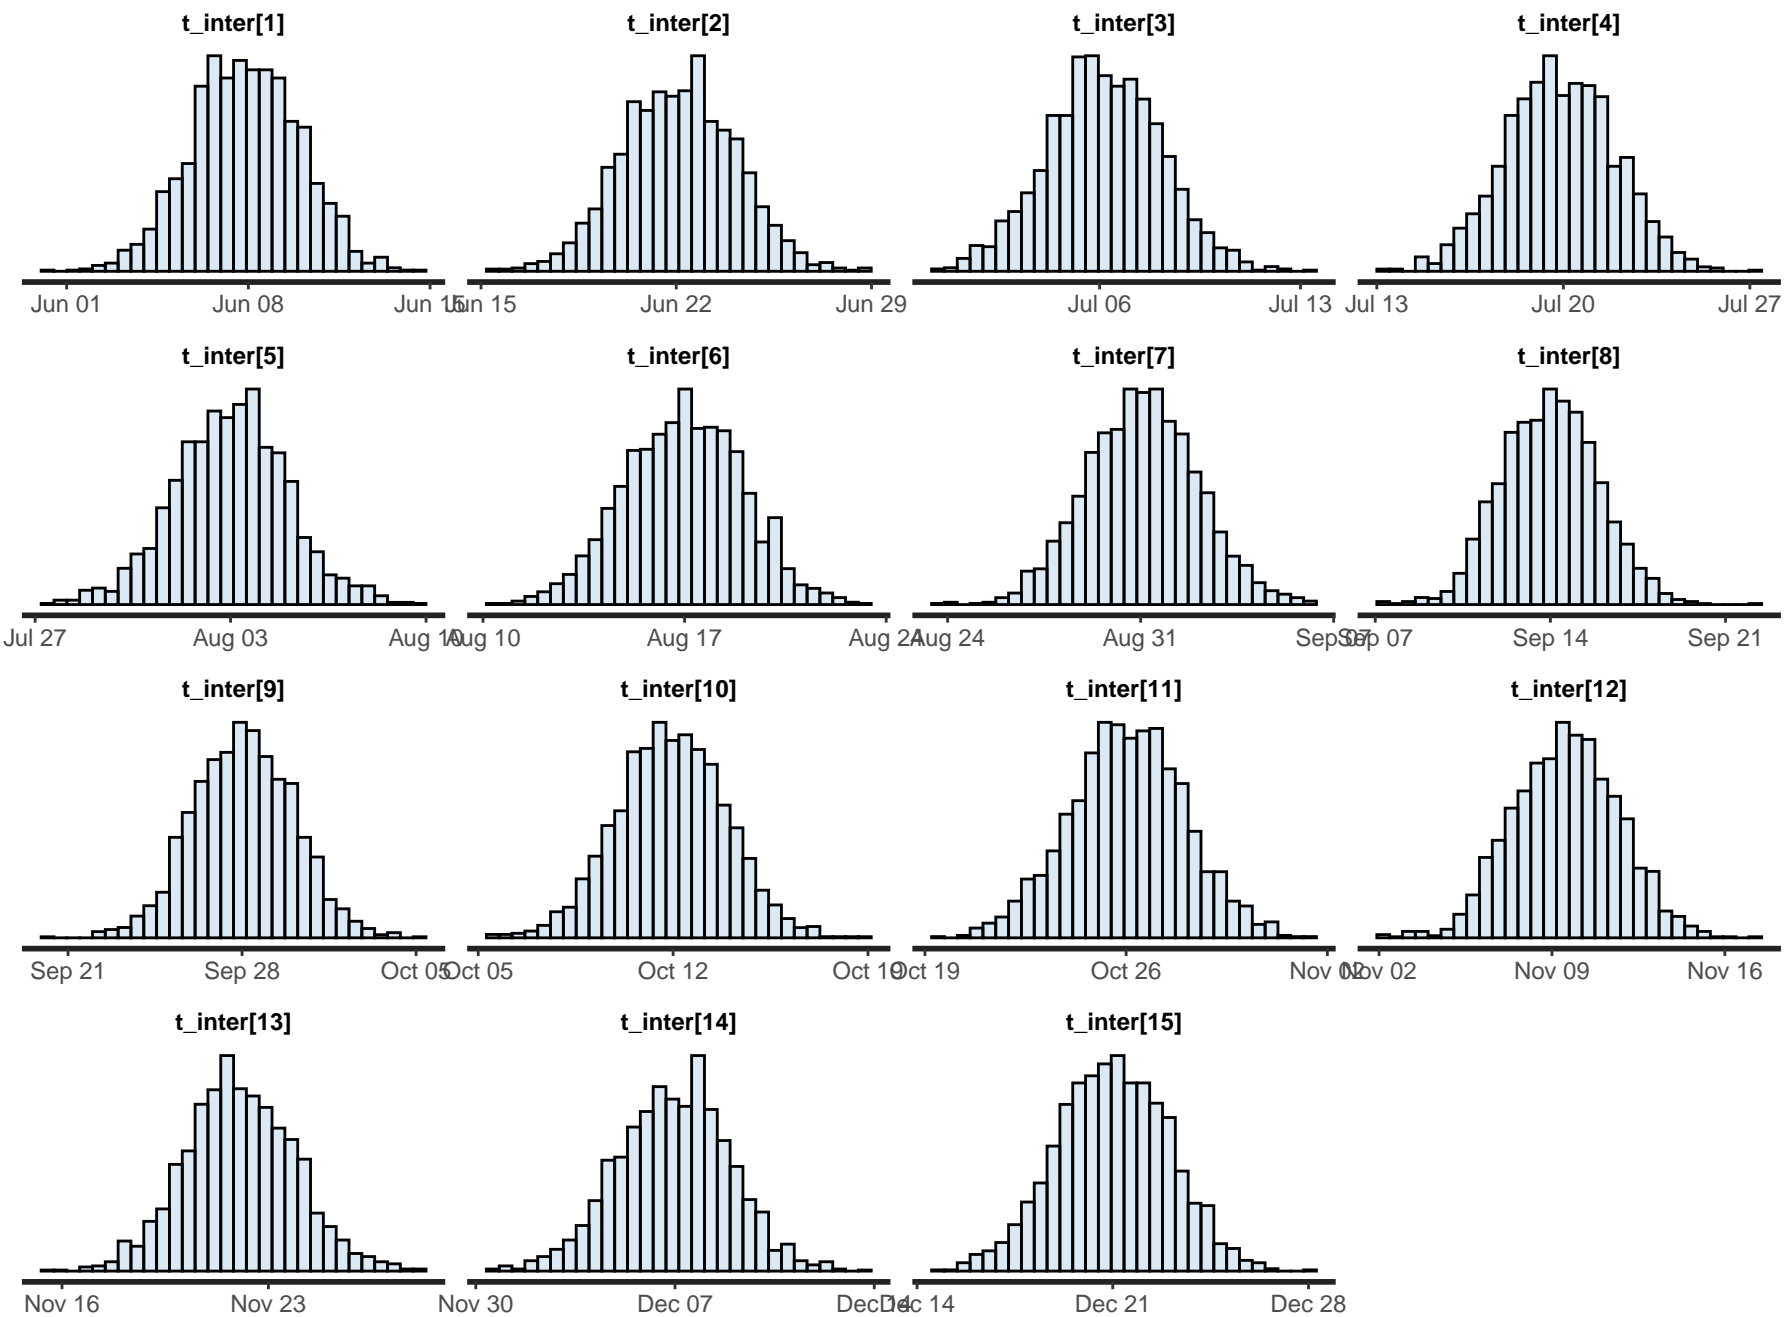 t_inter[1] t_inter[2] t_inter[3] t_inter[4]
Jun 01 Jun 08 Jun 15 Jun 15 Jun 22 Jun 29 Jul 06 Jul 13 Jul 13 Jul 20 Jul 27
t_inter[5] t_inter[6] t_inter[7] t_inter[8]
Jul 27 Aug 03 Aug 10 Aug 10 Aug 17 Aug 24 Aug 24 Aug 31 Sep 07 Sep 07 Sep 14 Sep 21
t_inter[9] t_inter[10] t_inter[11] t_inter[12]
Sep 21 Sep 28 Oct 05 Oct 05 Oct 12 Oct 19 Oct 19 Oct 26 Nov 02 Nov 02 Nov 09 Nov 16
t_inter[13] t_inter[14] t_inter[15]
Nov 16 Nov 23 Nov 30 Dec 07 Dec 14 Dec 14 Dec 21 Dec 28